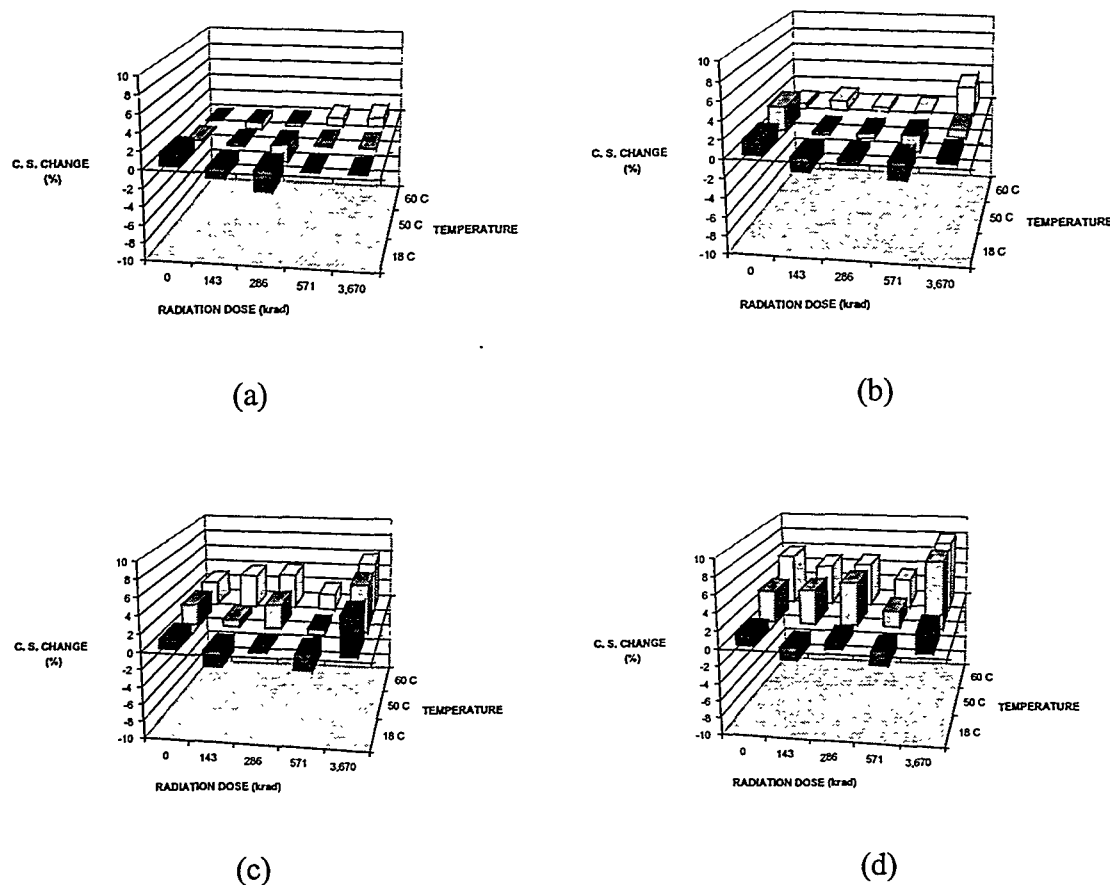 10
8
6
4
C. S. CHANGE
2
(%)
0
-2
-4
-6
-8
-10
0
143
286
571
3,670
60 C
50 C
TEMPERATURE
18 C
RADIATION DOSE (krad)
(a)
10
8
6
4
C. S. CHANGE
2
(%)
0
-2
-4
-6
-8
-10
0
143
286
571
3,670
60 C
50 C
TEMPERATURE
18 C
RADIATION DOSE (krad)
(b)
10
8
6
4
2
C. S. CHANGE
0
(%)
-2
-4
-6
-8
-10
0
143
286
571
3,670
60 C
50 C
TEMPERATURE
18 C
RADIATION DOSE (krad)
(c)
10
8
6
4
2
C. S. CHANGE
0
(%)
-2
-4
-6
-8
-10
0
143
286
571
3,670
60 C
50 C
TEMPERATURE
18 C
RADIATION DOSE (krad)
(d)